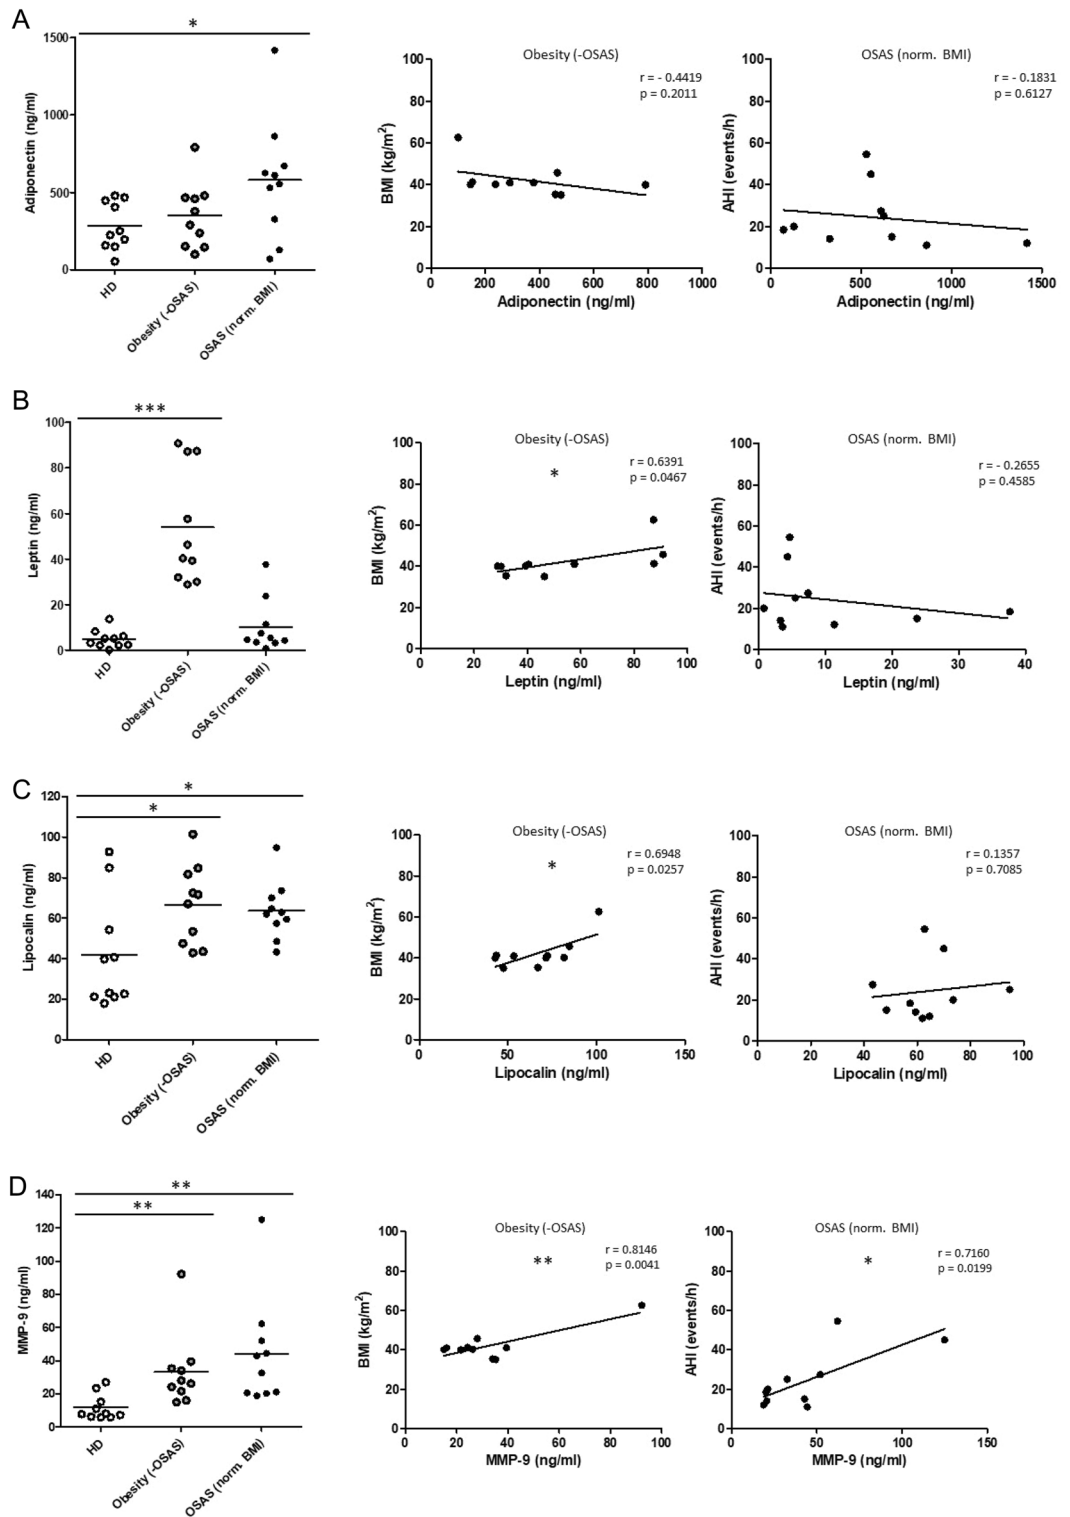 A
*
Adiponectin (ng/ml)
1500
1000
500
0
HD
Obesity (-OSAS)
OSAS (norm. BMI)
Obesity (-OSAS)
r = - 0.4419
p = 0.2011
BMI (kg/m2)
100
80
60
40
20
0
0 200 400 600 800 1000
Adiponectin (ng/ml)
OSAS (norm. BMI)
r = - 0.1831
p = 0.6127
AHI (events/h)
100
80
60
40
20
0
0 500 1000 1500
Adiponectin (ng/ml)
B
***
Leptin (ng/ml)
100
80
60
40
20
0
HD
Obesity (-OSAS)
OSAS (norm. BMI)
Obesity (-OSAS)
r = 0.6391
p = 0.0467
*
BMI (kg/m2)
100
80
60
40
20
0
0 20 40 60 80 100
Leptin (ng/ml)
OSAS (norm. BMI)
r = - 0.2655
p = 0.4585
AHI (events/h)
100
80
60
40
20
0
0 10 20 30 40
Leptin (ng/ml)
C
*
*
Lipocalin (ng/ml)
120
100
80
60
40
20
0
HD
Obesity (-OSAS)
OSAS (norm. BMI)
Obesity (-OSAS)
r = 0.6948
p = 0.0257
*
BMI (kg/m2)
100
80
60
40
20
0
0 50 100 150
Lipocalin (ng/ml)
OSAS (norm. BMI)
r = 0.1357
p = 0.7085
AHI (events/h)
100
80
60
40
20
0
0 20 40 60 80 100
Lipocalin (ng/ml)
D
**
**
MMP-9 (ng/ml)
140
120
100
80
60
40
20
0
HD
Obesity (-OSAS)
OSAS (norm. BMI)
Obesity (-OSAS)
r = 0.8146
p = 0.0041
**
BMI (kg/m2)
100
80
60
40
20
0
0 20 40 60 80 100
MMP-9 (ng/ml)
OSAS (norm. BMI)
r = 0.7160
p = 0.0199
*
AHI (events/h)
100
80
60
40
20
0
0 50 100 150
MMP-9 (ng/ml)